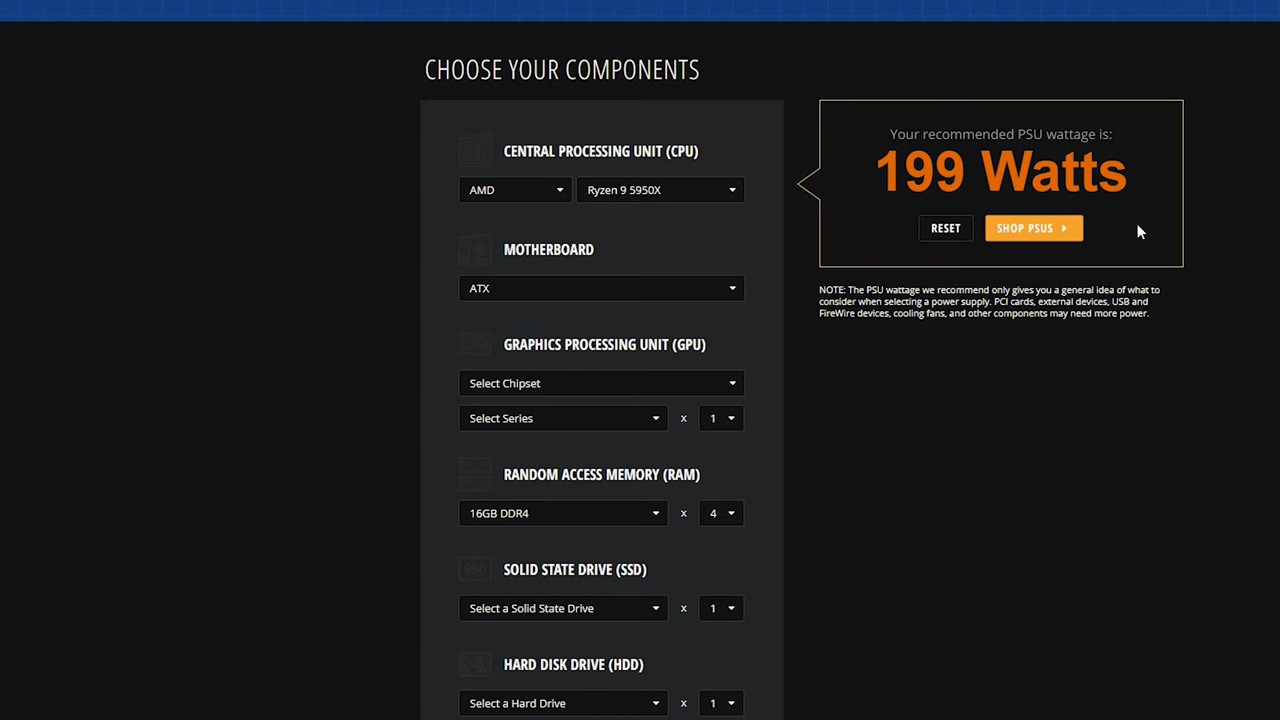 CHOOSE YOUR COMPONENTS
CENTRAL PROCESSING UNIT (CPU)
AMD
Ryzen 9 5950X
MOTHERBOARD
ATX
GRAPHICS PROCESSING UNIT (GPU)
Select Chipset
Select Series
x
1
RANDOM ACCESS MEMORY (RAM)
16GB DDR4
x
4
SSD
SOLID STATE DRIVE (SSD)
Select a Solid State Drive
x
1
HARD DISK DRIVE (HDD)
Select a Hard Drive
x
1
Your recommended PSU wattage is:
199 Watts
RESET
SHOP PSUS
NOTE: The PSU wattage we recommend only gives you a general idea of what to
consider when selecting a power supply. PCI cards, external devices, USB and
FireWire devices, cooling fans, and other components may need more power.